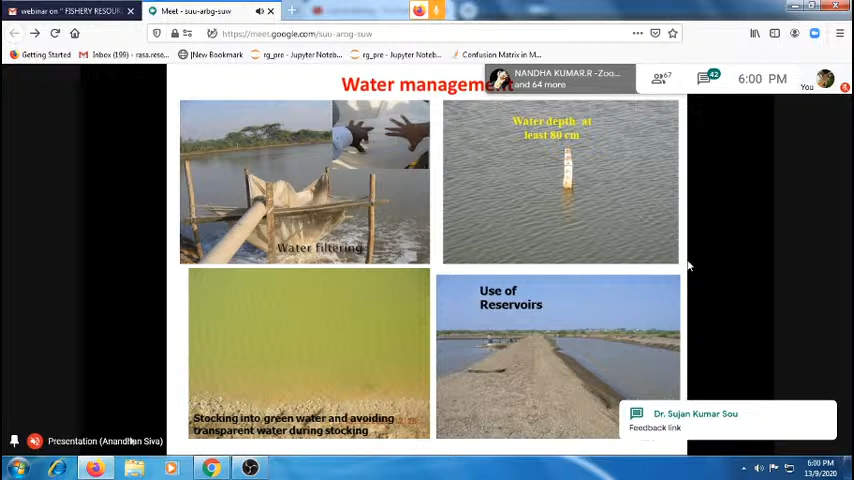 webinar on " FISHERY RESOUR
Meet - suu-arbg-suw
https://meet.google.com/suu-arog-suw
Getting Started
Inbox (199) - rasa.rese...
|New Bookmark
rg_pre - Jupyter Noteb...
rg_pre - Jupyter Noteb...
Confusion Matrix in M...
Water managem
NANDHA KUMAR.R -Zoo...
and 64 more
67
42
6:00 PM
You
Water filtering
Water depth at
least 80 cm
Stocking into green water and avoiding
transparent water during stocking
Use of
Reservoirs
Dr. Sujan Kumar Sou
Feedback link
Presentation (Anandhan Siva)
6:00 PM
13/9/2020